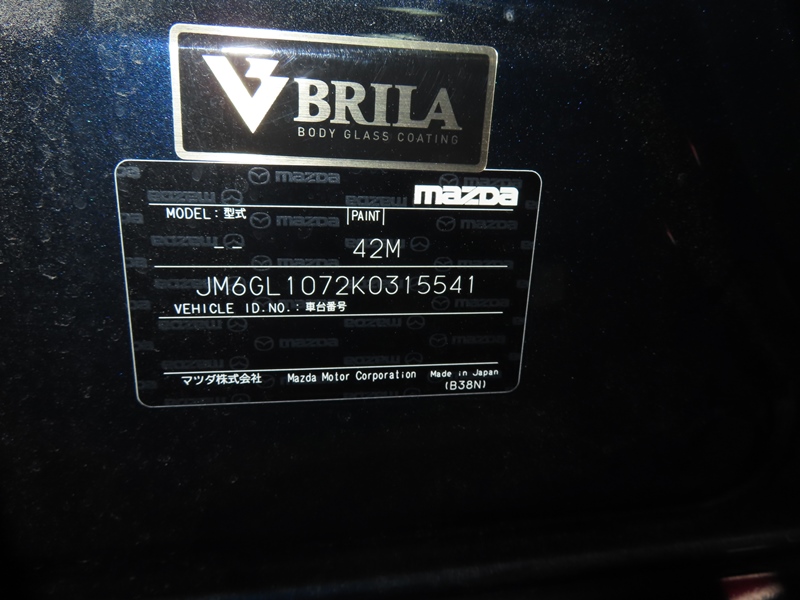 BRILA
BODY GLASS COATING
mazda
MODEL: 型式 PAINT
-- 42M
JM6GL1072K0315541
VEHICLE ID.NO.: 車台番号
マツダ株式会社 Mazda Motor Corporation Made in Japan
(B38N)